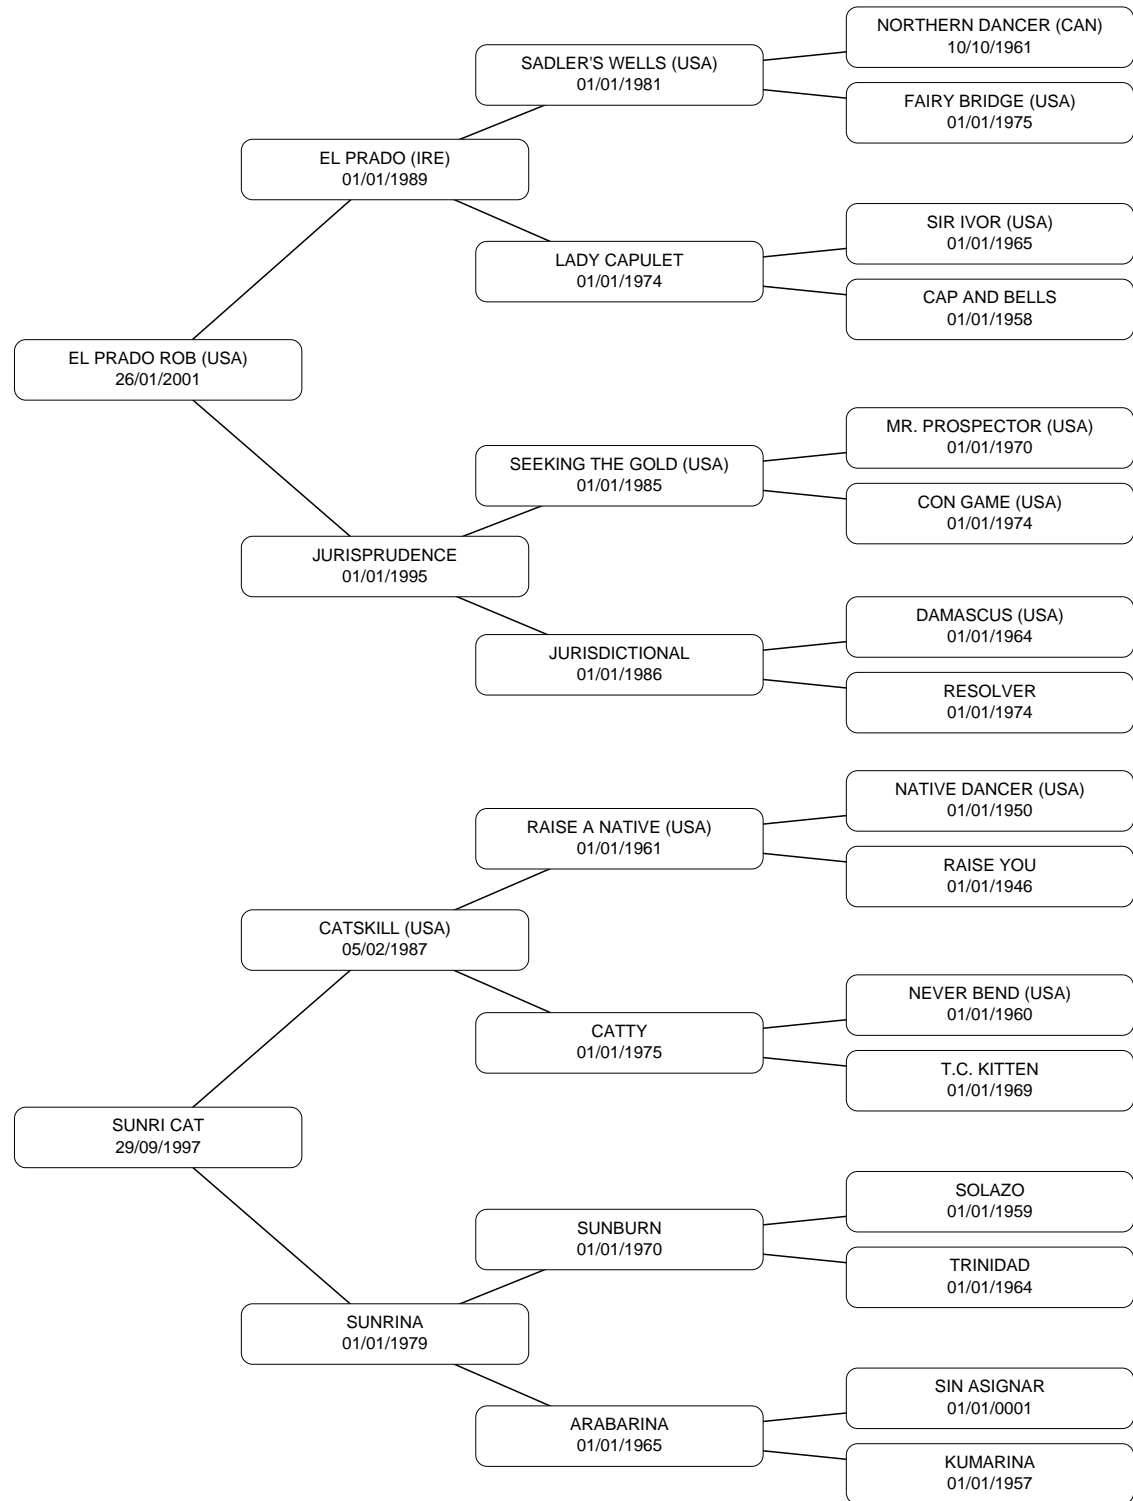 NORTHERN DANCER (CAN)
10/10/1961
SADLER'S WELLS (USA)
01/01/1981
FAIRY BRIDGE (USA)
01/01/1975
EL PRADO (IRE)
01/01/1989
SIR IVOR (USA)
01/01/1965
LADY CAPULET
01/01/1974
CAP AND BELLS
01/01/1958
EL PRADO ROB (USA)
26/01/2001
MR. PROSPECTOR (USA)
01/01/1970
SEEKING THE GOLD (USA)
01/01/1985
CON GAME (USA)
01/01/1974
JURISPRUDENCE
01/01/1995
DAMASCUS (USA)
01/01/1964
JURISDICTIONAL
01/01/1986
RESOLVER
01/01/1974
NATIVE DANCER (USA)
01/01/1950
RAISE A NATIVE (USA)
01/01/1961
RAISE YOU
01/01/1946
CATSKILL (USA)
05/02/1987
NEVER BEND (USA)
01/01/1960
CATTY
01/01/1975
T.C. KITTEN
01/01/1969
SUNRI CAT
29/09/1997
SOLAZO
01/01/1959
SUNBURN
01/01/1970
TRINIDAD
01/01/1964
SUNRINA
01/01/1979
SIN ASIGNAR
01/01/0001
ARABARINA
01/01/1965
KUMARINA
01/01/1957